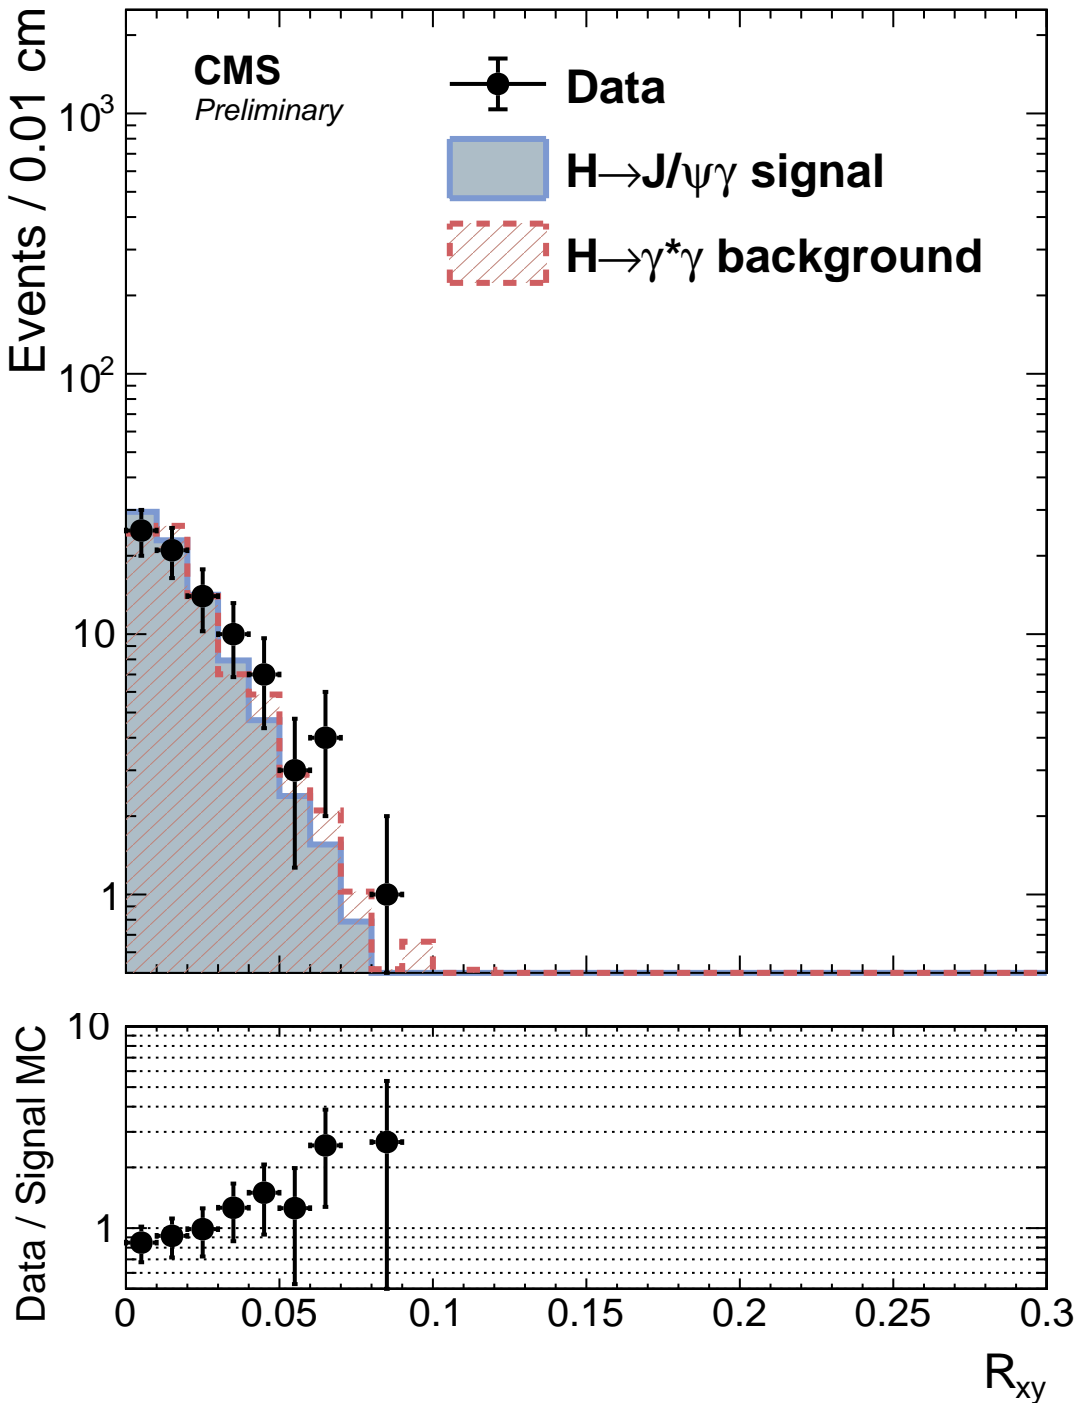 Events / 0.01 cm
CMS
Preliminary
Data
H→J/ψγ signal
H→γ*γ background
10³
10²
10
1
Data / Signal MC
10
1
0 0.05 0.1 0.15 0.2 0.25 0.3
R_xy